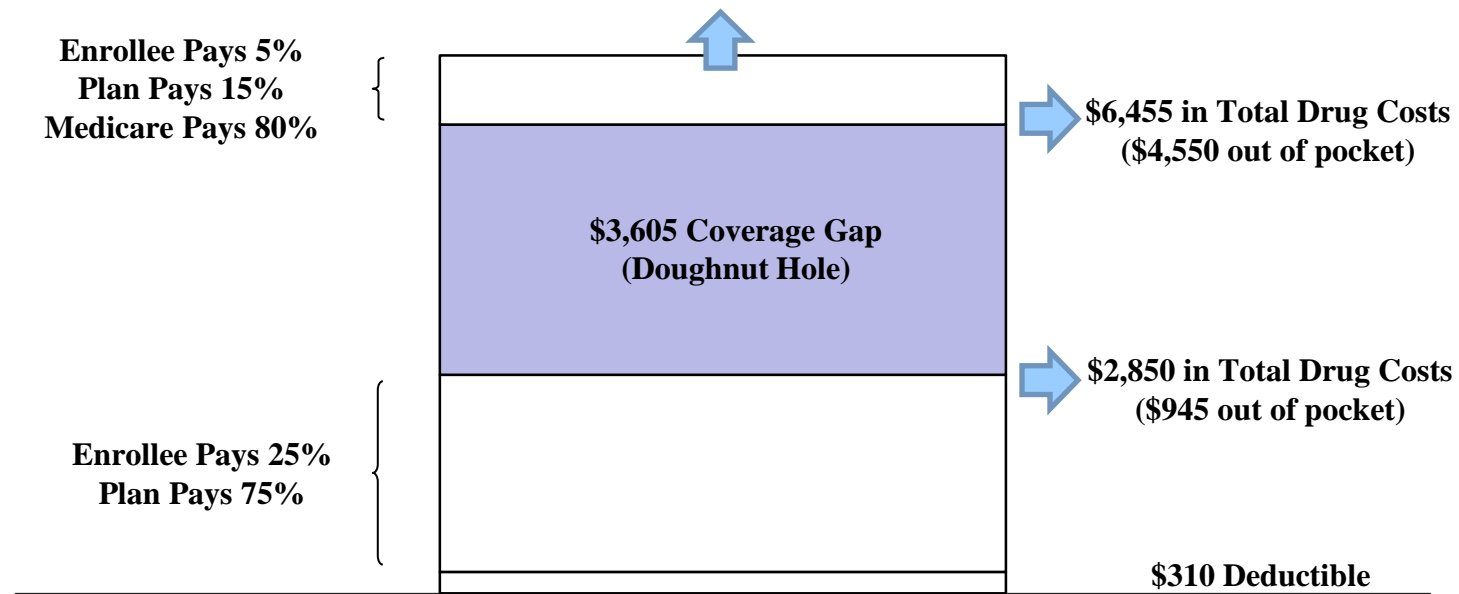 Enrollee Pays 5%
Plan Pays 15%
Medicare Pays 80%
$6,455 in Total Drug Costs
($4,550 out of pocket)
$3,605 Coverage Gap
(Doughnut Hole)
$2,850 in Total Drug Costs
($945 out of pocket)
Enrollee Pays 25%
Plan Pays 75%
$310 Deductible